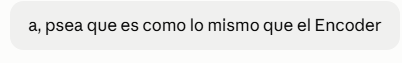 a, psea que es como lo mismo que el Encoder